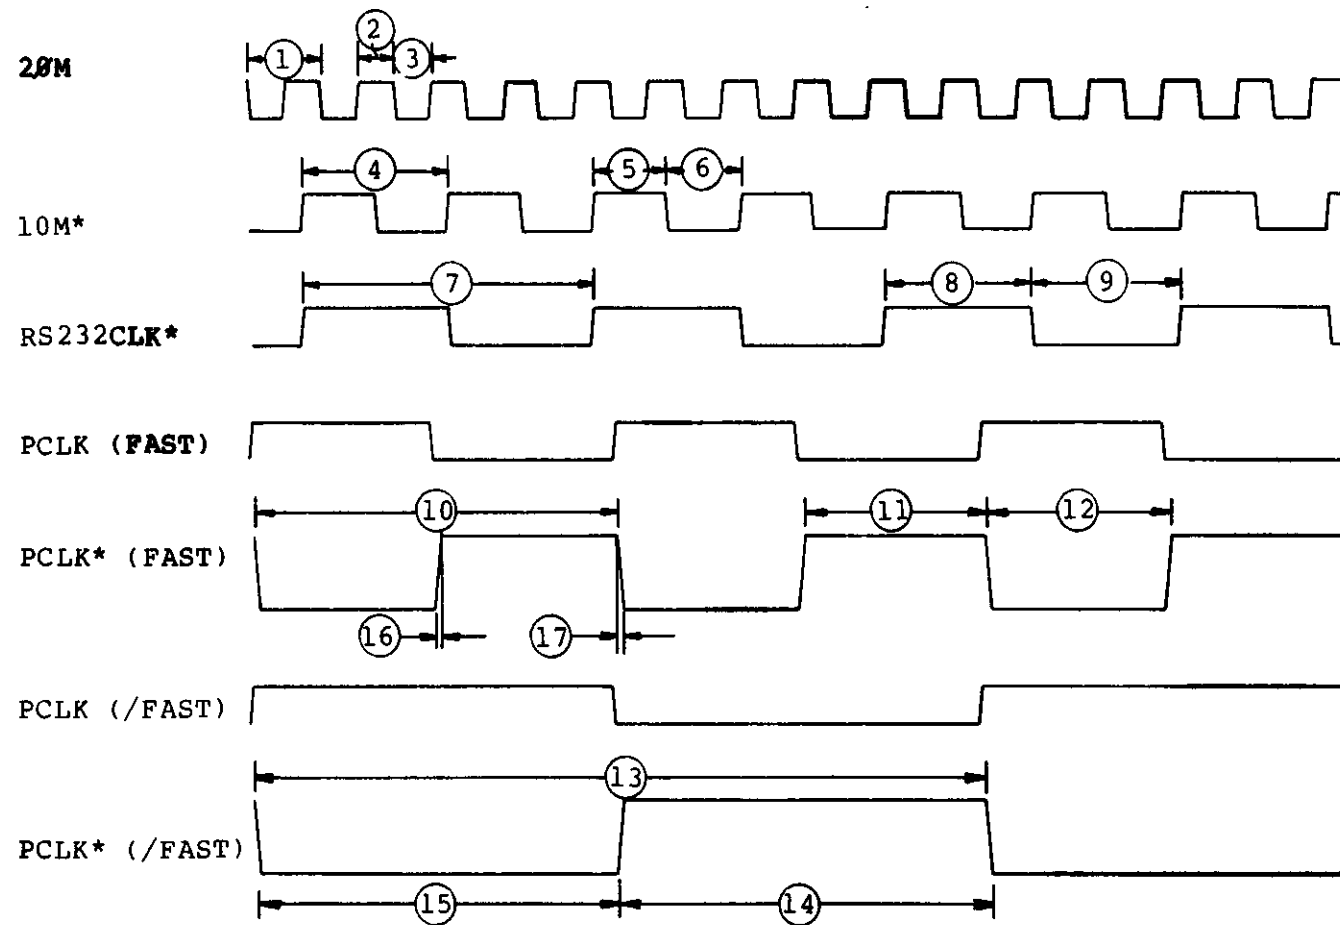 2
20M
1
3
4
5
6
10M*
7
8
9
RS232CLK*
PCLK (FAST)
10
11
12
PCLK* (FAST)
16
17
PCLK (/FAST)
13
PCLK* (/FAST)
15
14